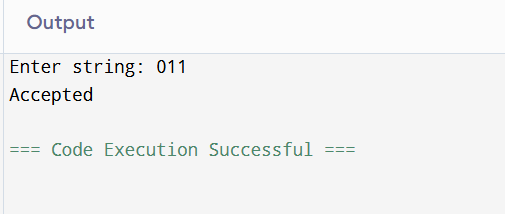 Output
Enter string: 011
Accepted
=== Code Execution Successful ===